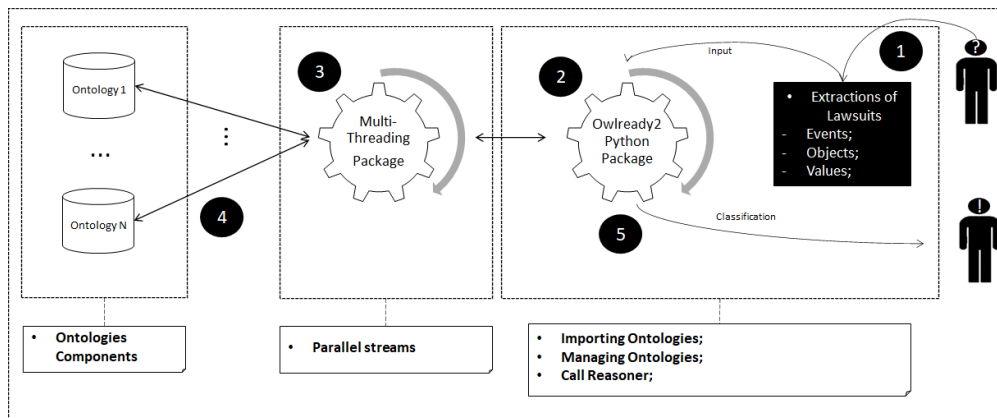 1
Input
?
3
2
Ontology 1
Multi-
Threading
Package
Owlready2
Python
Package
• Extractions of
Lawsuits
- Events;
- Objects;
- Values;
...
...
Ontology N
4
5
Classification
!
• Ontologies
Components
• Parallel streams
• Importing Ontologies;
• Managing Ontologies;
• Call Reasoner;